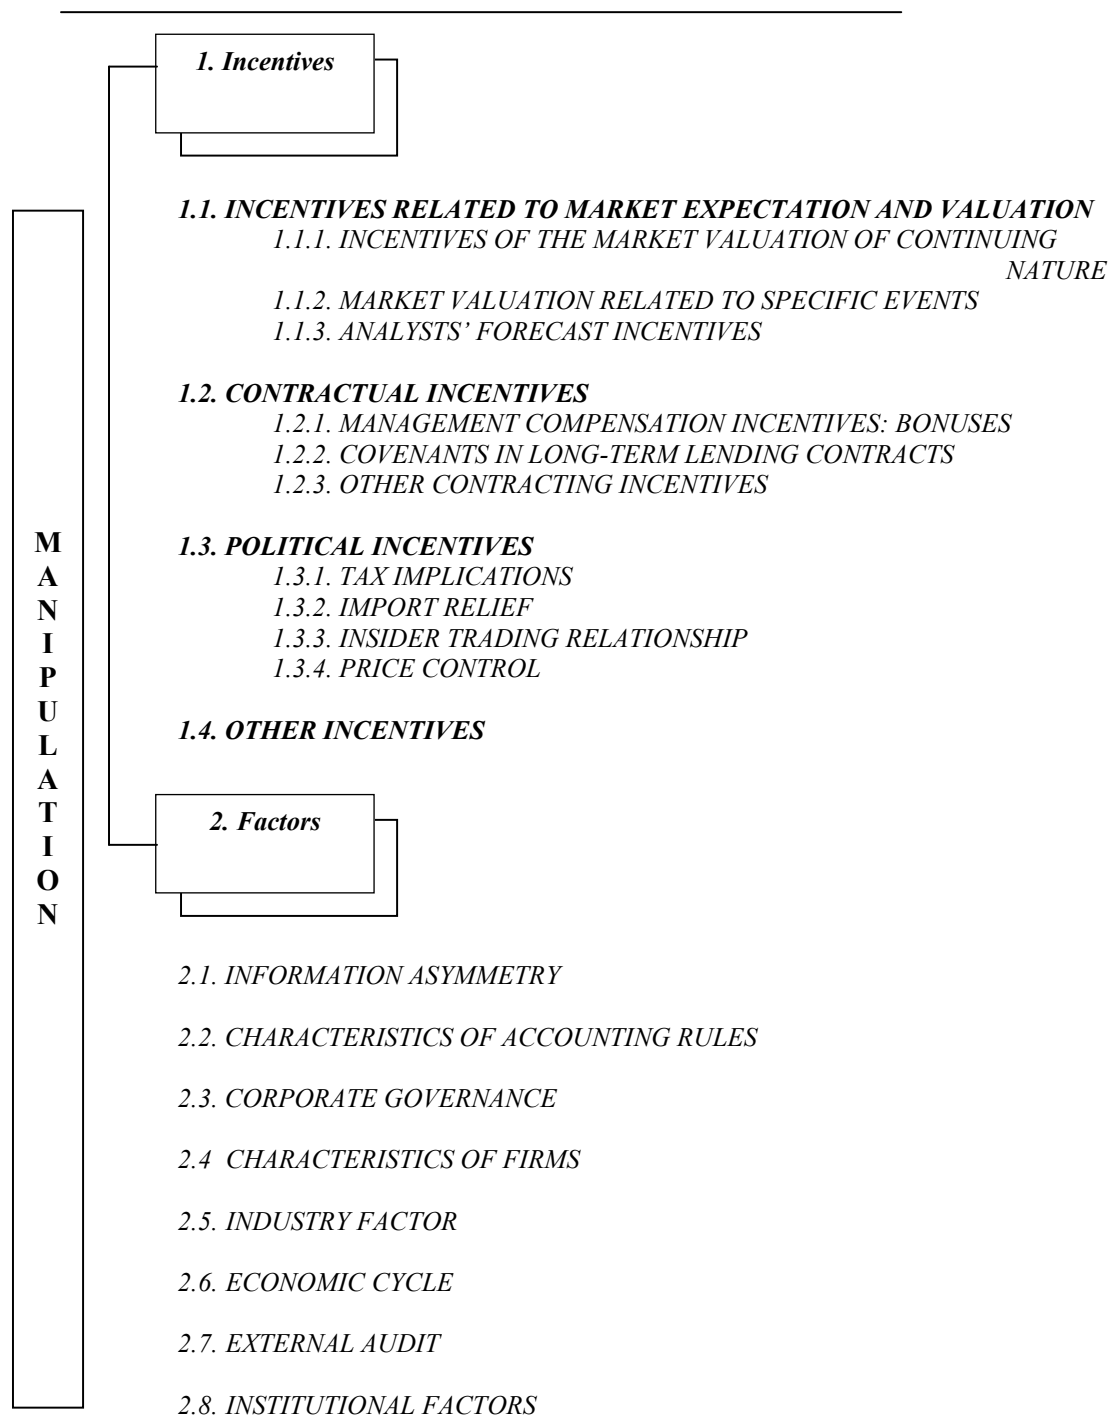 1. Incentives
1.1. INCENTIVES RELATED TO MARKET EXPECTATION AND VALUATION
1.1.1. INCENTIVES OF THE MARKET VALUATION OF CONTINUING
NATURE
1.1.2. MARKET VALUATION RELATED TO SPECIFIC EVENTS
1.1.3. ANALYSTS’ FORECAST INCENTIVES
1.2. CONTRACTUAL INCENTIVES
1.2.1. MANAGEMENT COMPENSATION INCENTIVES: BONUSES
1.2.2. COVENANTS IN LONG-TERM LENDING CONTRACTS
1.2.3. OTHER CONTRACTING INCENTIVES
M
A
N
I
P
U
L
A
T
I
O
N
1.3. POLITICAL INCENTIVES
1.3.1. TAX IMPLICATIONS
1.3.2. IMPORT RELIEF
1.3.3. INSIDER TRADING RELATIONSHIP
1.3.4. PRICE CONTROL
1.4. OTHER INCENTIVES
2. Factors
2.1. INFORMATION ASYMMETRY
2.2. CHARACTERISTICS OF ACCOUNTING RULES
2.3. CORPORATE GOVERNANCE
2.4 CHARACTERISTICS OF FIRMS
2.5. INDUSTRY FACTOR
2.6. ECONOMIC CYCLE
2.7. EXTERNAL AUDIT
2.8. INSTITUTIONAL FACTORS